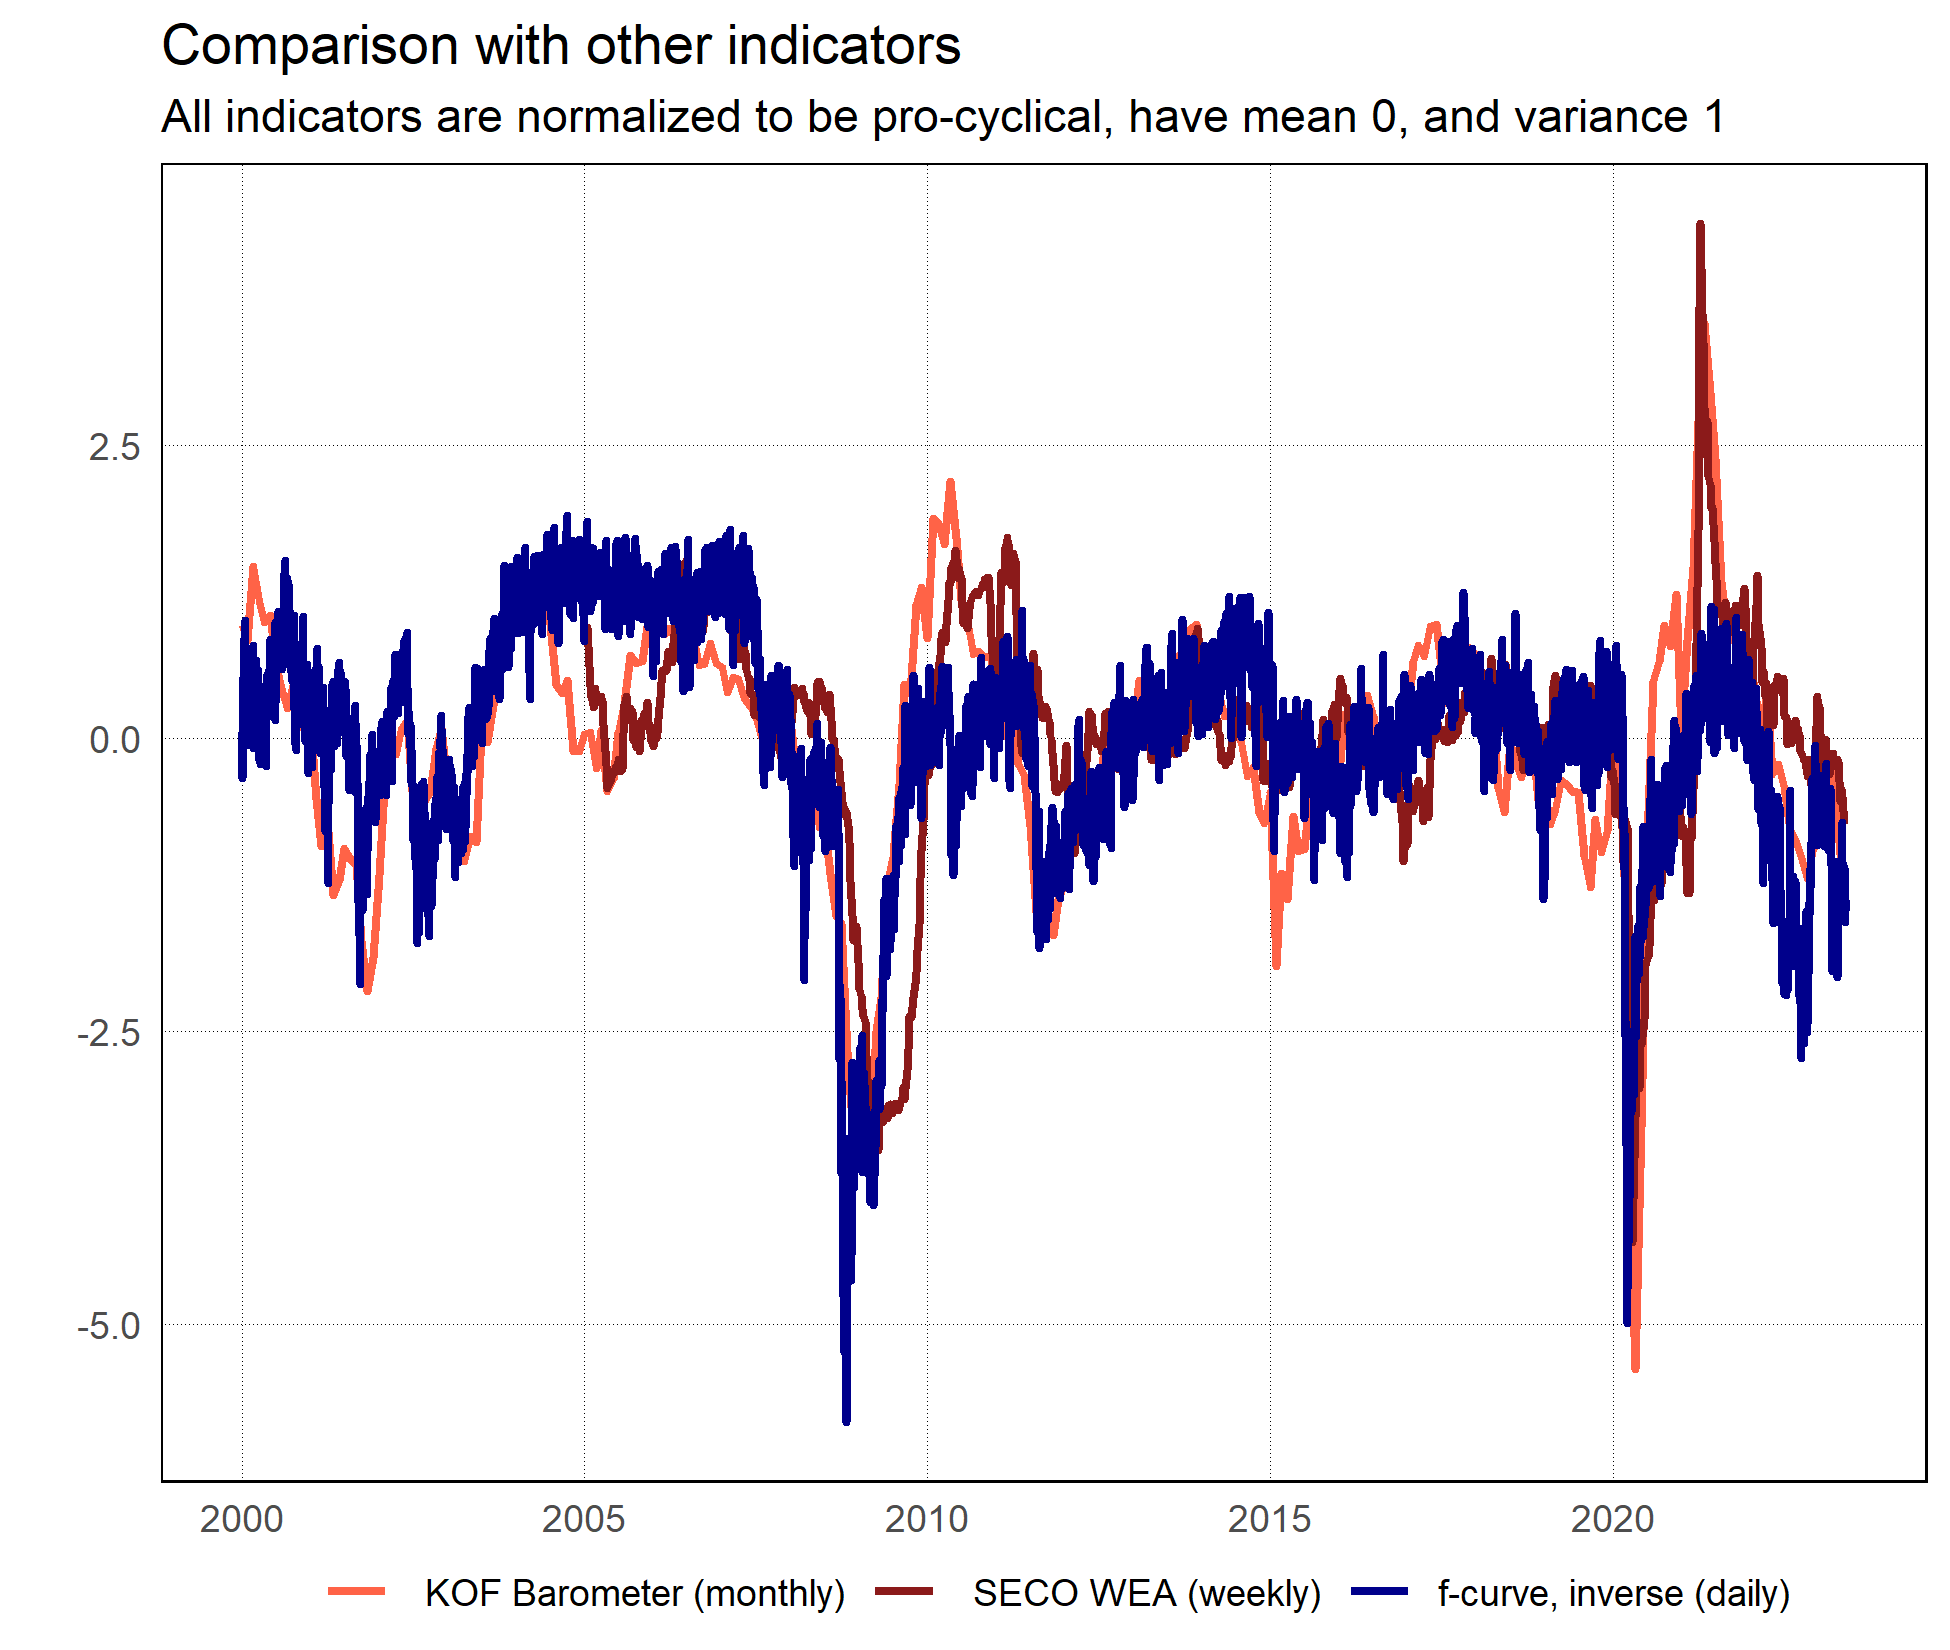 Comparison with other indicators
All indicators are normalized to be pro-cyclical, have mean 0, and variance 1
2.5
0.0
-2.5
-5.0
2000 2005 2010 2015 2020
KOF Barometer (monthly) SECO WEA (weekly) f-curve, inverse (daily)